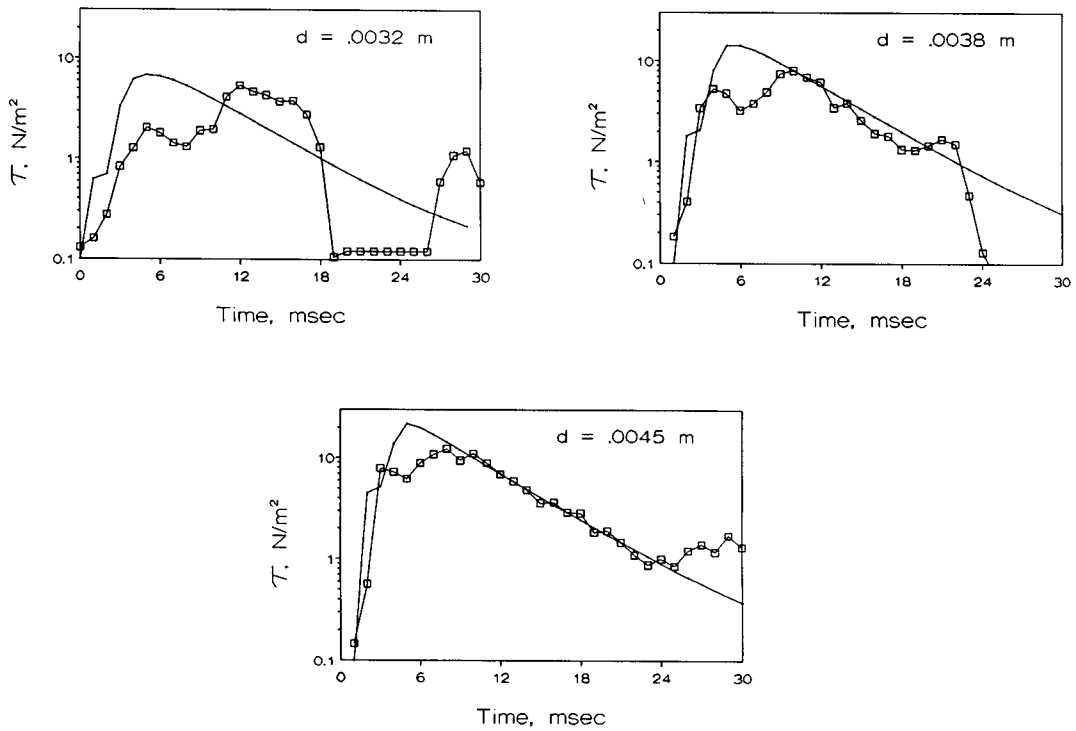 d = .0032 m
10
1
0.1
τ, N/m²
0 6 12 18 24 30
Time, msec
d = .0038 m
10
1
0.1
τ, N/m²
0 6 12 18 24 30
Time, msec
d = .0045 m
10
1
0.1
τ, N/m²
0 6 12 18 24 30
Time, msec